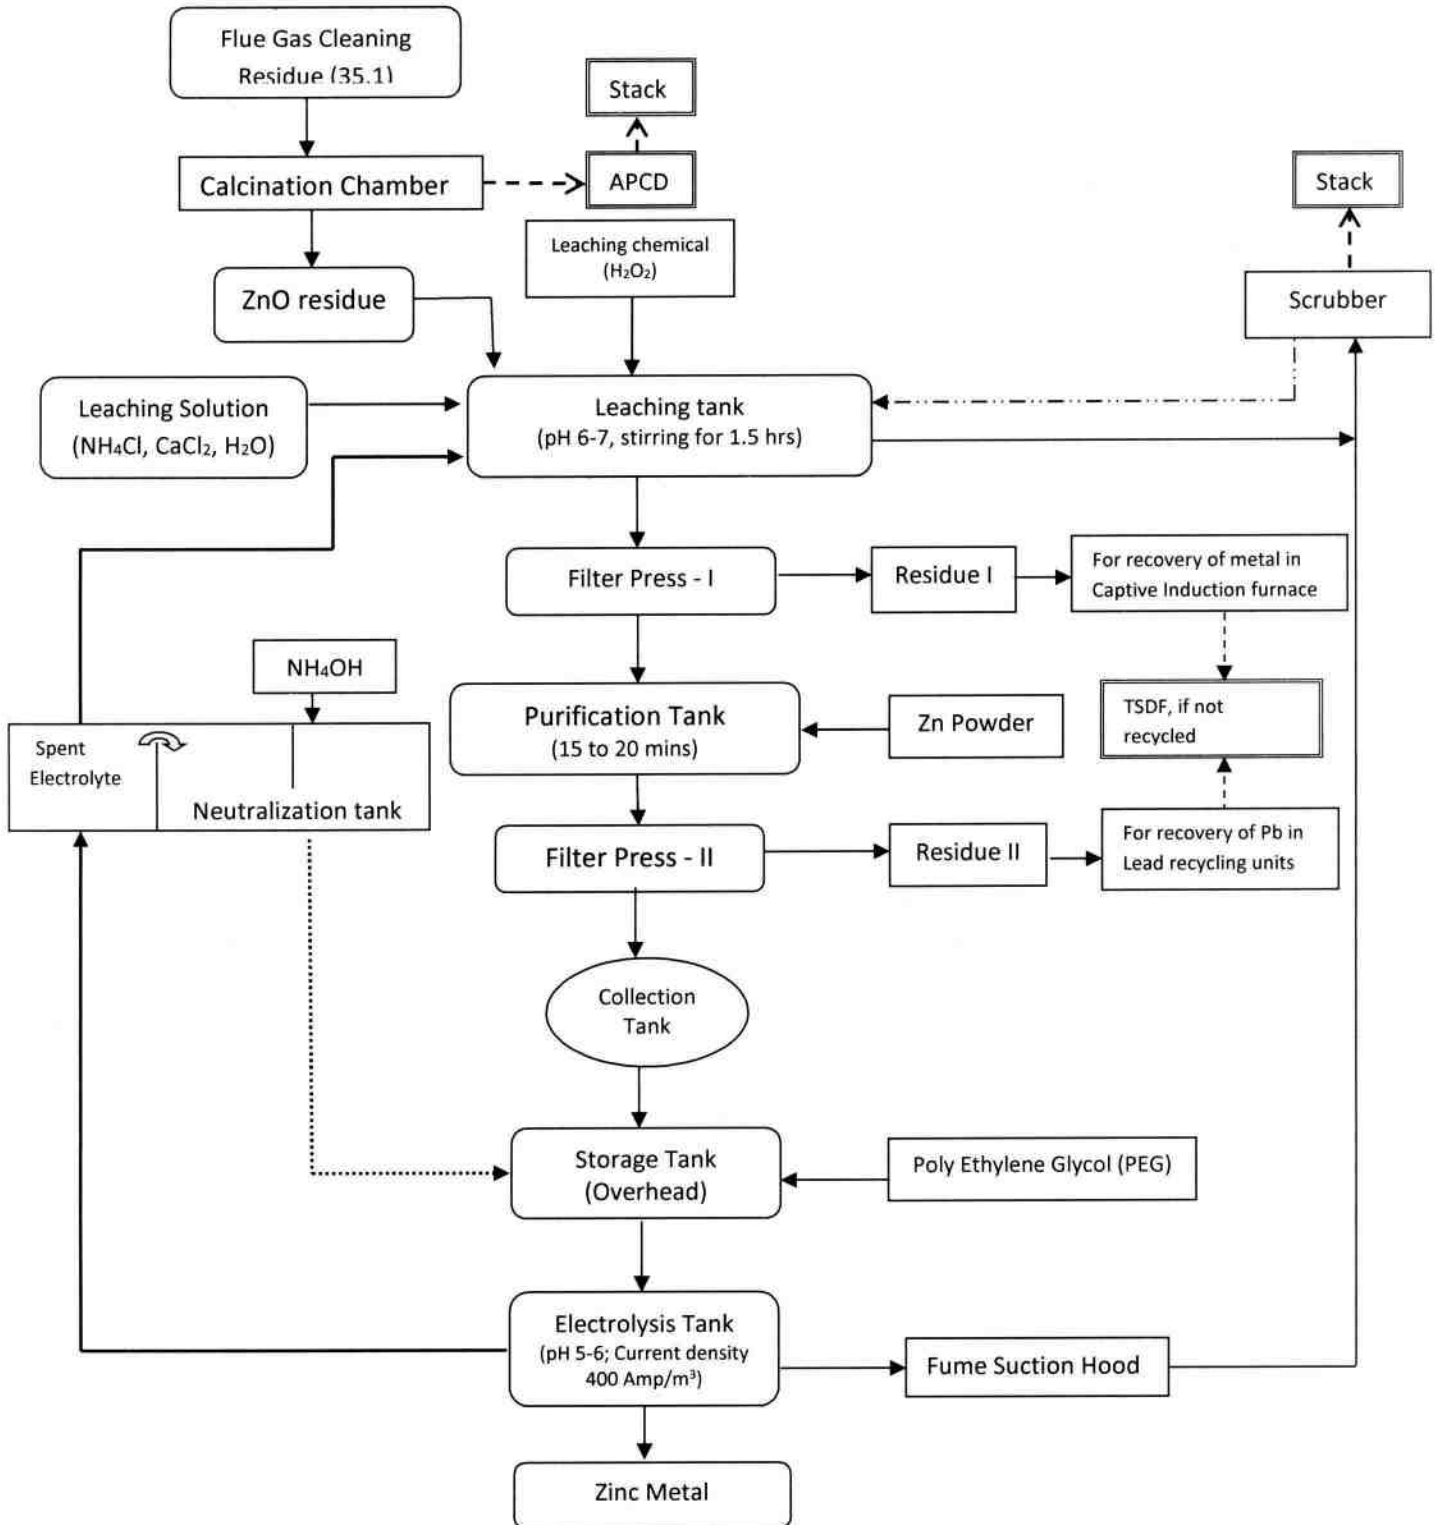 Flue Gas Cleaning
Residue (35.1)
Stack
Calcination Chamber
APCD
Stack
Leaching chemical
(H₂O₂)
ZnO residue
Scrubber
Leaching Solution
(NH₄Cl, CaCl₂, H₂O)
Leaching tank
(pH 6-7, stirring for 1.5 hrs)
Filter Press - I
Residue I
For recovery of metal in
Captive Induction furnace
NH₄OH
Purification Tank
(15 to 20 mins)
Zn Powder
TSDF, if not
recycled
Spent
Electrolyte
Neutralization tank
Filter Press - II
Residue II
For recovery of Pb in
Lead recycling units
Collection
Tank
Storage Tank
(Overhead)
Poly Ethylene Glycol (PEG)
Electrolysis Tank
(pH 5-6; Current density
400 Amp/m³)
Fume Suction Hood
Zinc Metal